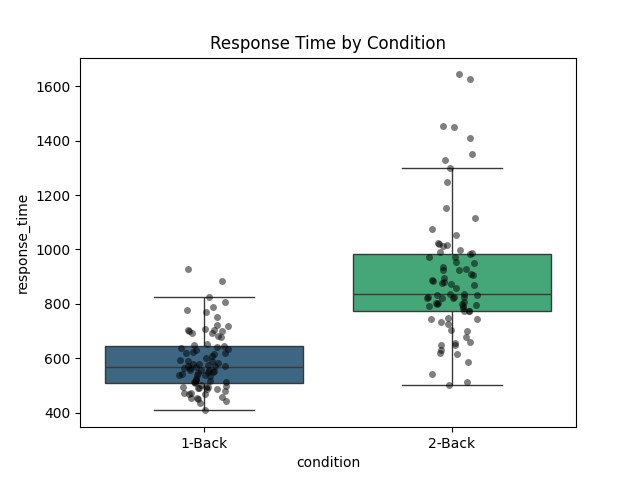 Response Time by Condition
response_time
1600
1400
1200
1000
800
600
400
1-Back
2-Back
condition